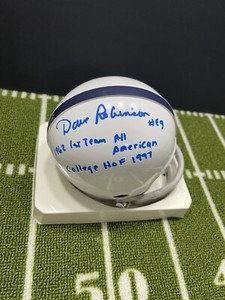 Dave Robinson
#89
1962 1st Team All
American
College HoF 1997
50